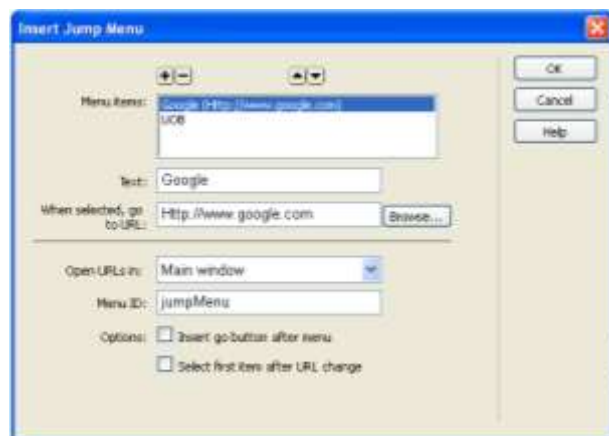 Insert Jump Menu
OK
Menu items:
Google (Http://www.google.com)
UOB
Cancel
Help
Text: Google
When selected, go to URL: Http://www.google.com Browse...
Open URLs in: Main window
Menu ID: jumpMenu
Options: Insert go button after menu
Select first item after URL change